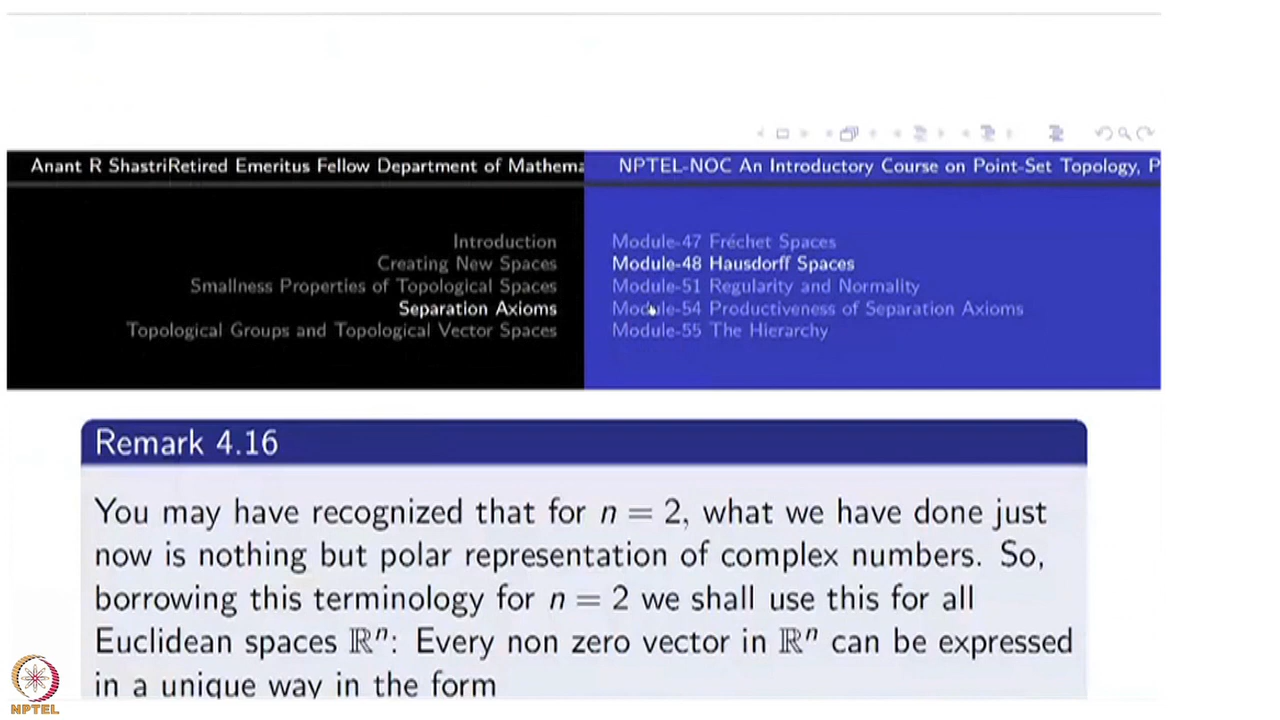 Anant R ShastriRetired Emeritus Fellow Department of Mathema
NPTEL-NOC An Introductory Course on Point-Set Topology, P
Introduction
Creating New Spaces
Smallness Properties of Topological Spaces
Separation Axioms
Topological Groups and Topological Vector Spaces
Module-47 Fréchet Spaces
Module-48 Hausdorff Spaces
Module-51 Regularity and Normality
Module-54 Productiveness of Separation Axioms
Module-55 The Hierarchy
Remark 4.16
You may have recognized that for n = 2, what we have done just
now is nothing but polar representation of complex numbers. So,
borrowing this terminology for n = 2 we shall use this for all
Euclidean spaces ℝⁿ: Every non zero vector in ℝⁿ can be expressed
in a unique way in the form
NPTEL